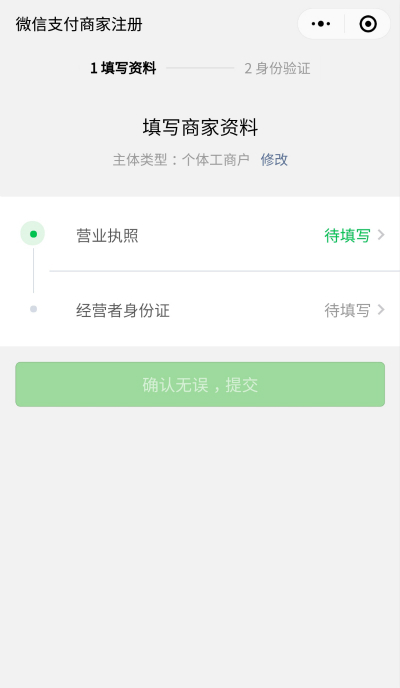 微信支付商家注册
1 填写资料 2 身份验证
填写商家资料
主体类型：个体工商户 修改
营业执照 待填写
经营者身份证 待填写
确认无误，提交